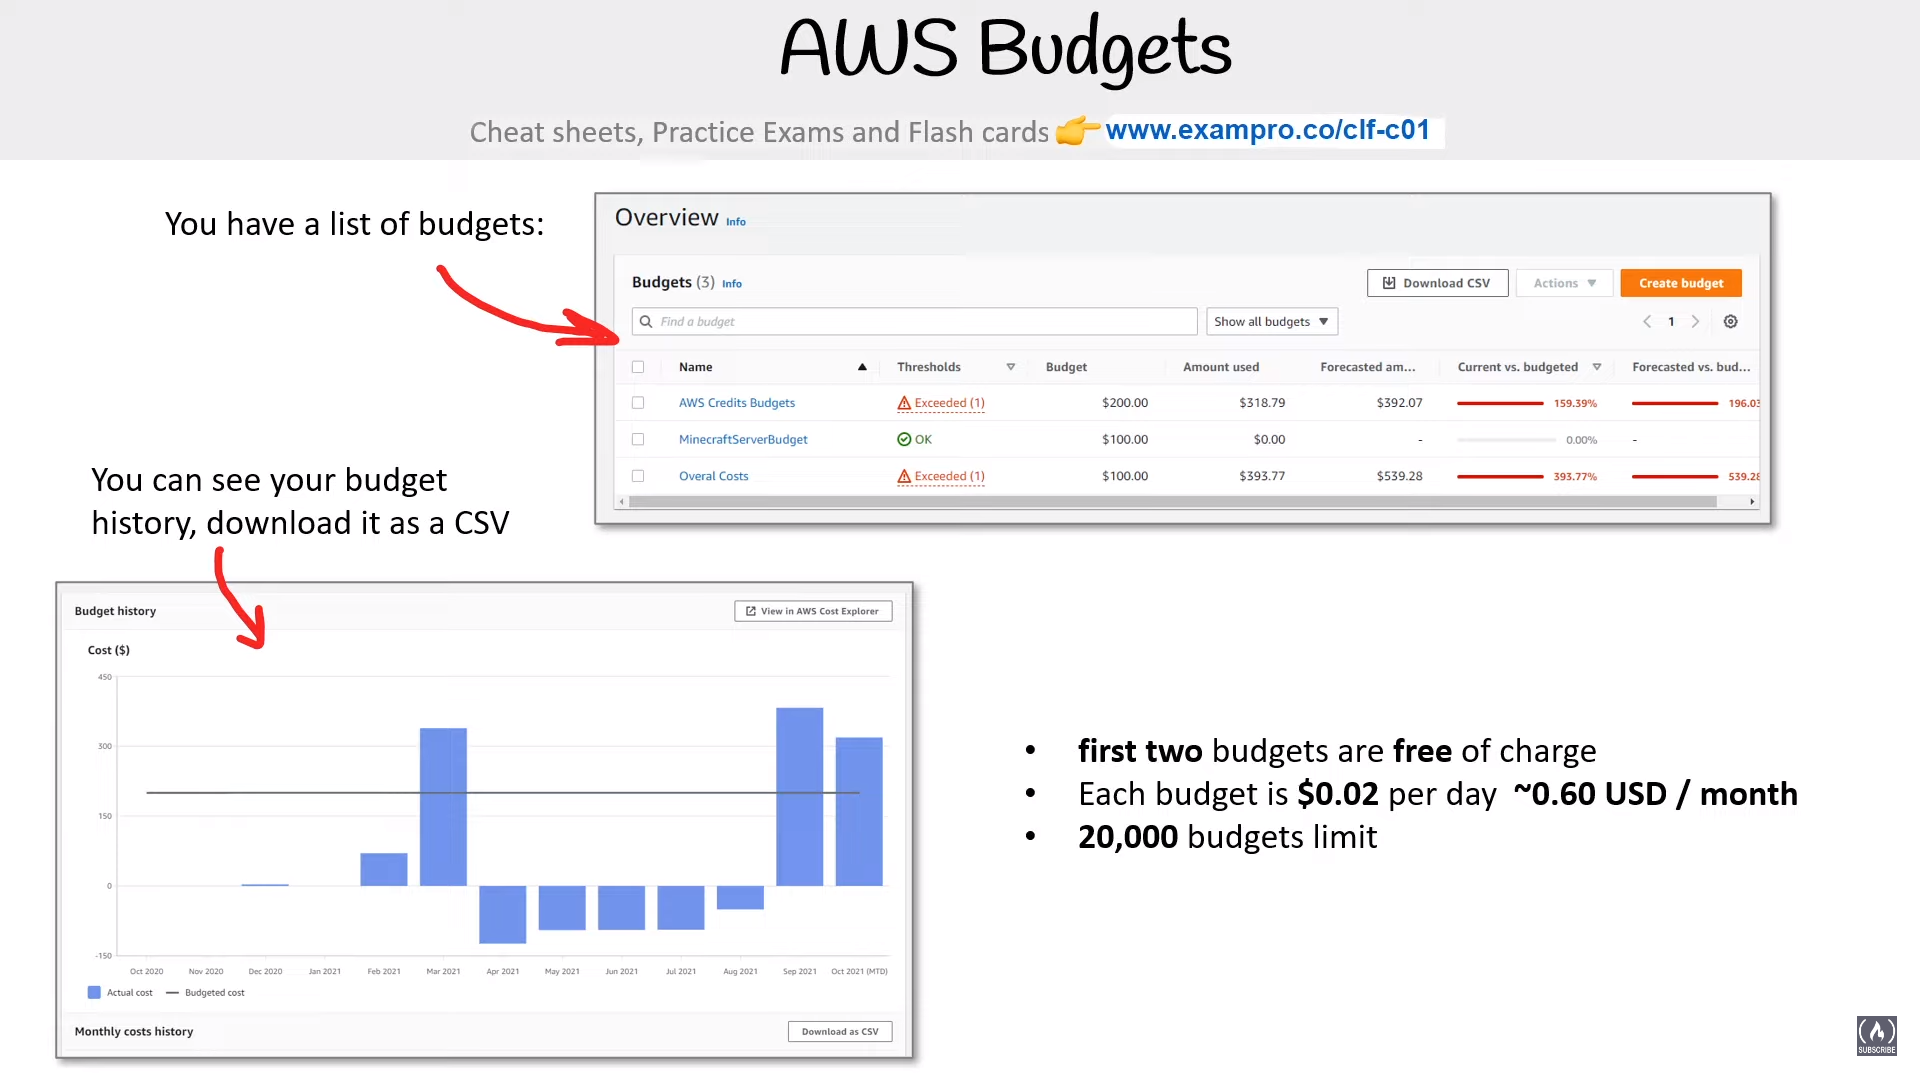 AWS Budgets
Cheat sheets, Practice Exams and Flash cards 👉 www.exampro.co/clf-c01
You have a list of budgets:
Overview Info
Budgets (3) Info
Download CSV
Actions
Create budget
Find a budget
Show all budgets
1
Name Thresholds Budget Amount used Forecasted am... Current vs. budgeted Forecasted vs. bud...
AWS Credits Budgets Exceeded (1) $200.00 $318.79 $392.07 159.39% 196.03
MinecraftServerBudget OK $100.00 $0.00 - 0.00% -
Overal Costs Exceeded (1) $100.00 $393.77 $539.28 393.77% 539.28
You can see your budget
history, download it as a CSV
Budget history
View in AWS Cost Explorer
Cost ($)
450
300
150
0
-150
Oct 2020 Nov 2020 Dec 2020 Jan 2021 Feb 2021 Mar 2021 Apr 2021 May 2021 Jun 2021 Jul 2021 Aug 2021 Sep 2021 Oct 2021 (MTD)
Actual cost Budgeted cost
Monthly costs history
Download as CSV
• first two budgets are free of charge
• Each budget is $0.02 per day ~0.60 USD / month
• 20,000 budgets limit
SUBSCRIBE